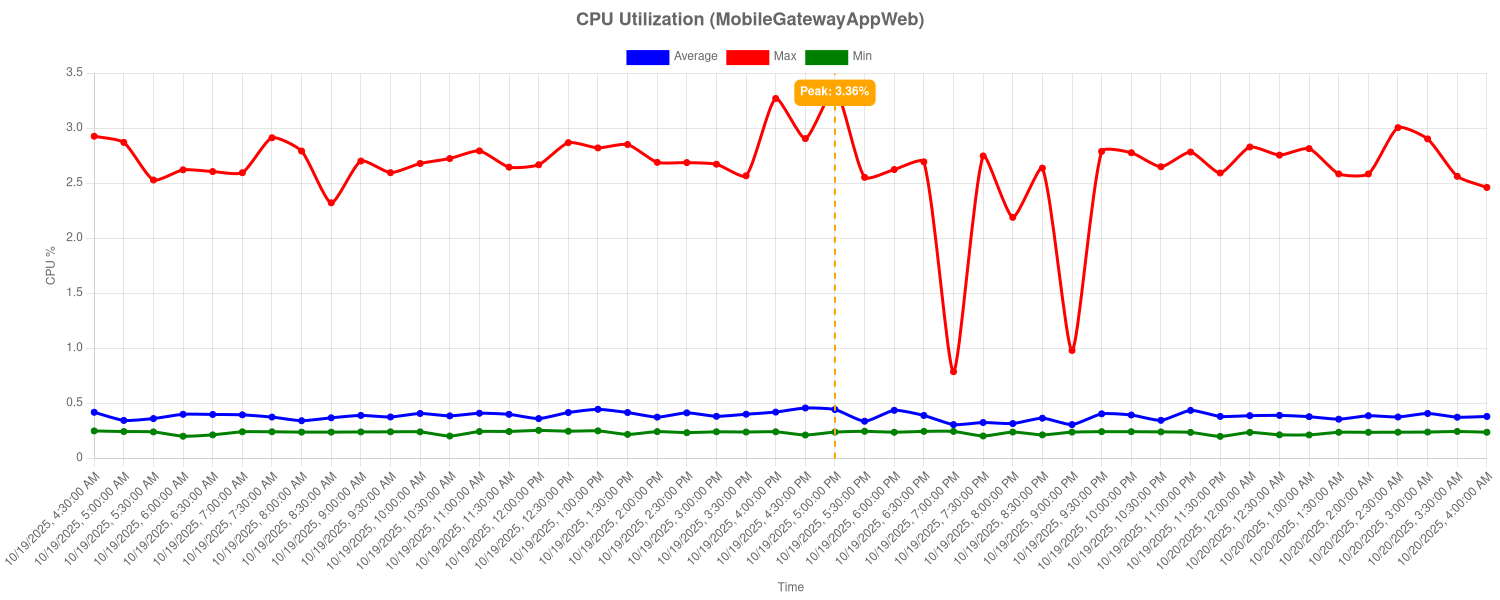 CPU Utilization (MobileGatewayAppWeb)
Average Max Min
Peak: 3.36%
3.5
3.0
2.5
2.0
1.5
1.0
0.5
0
CPU %
10/19/2025, 4:30:00 AM
10/19/2025, 5:00:00 AM
10/19/2025, 5:30:00 AM
10/19/2025, 6:00:00 AM
10/19/2025, 6:30:00 AM
10/19/2025, 7:00:00 AM
10/19/2025, 7:30:00 AM
10/19/2025, 8:00:00 AM
10/19/2025, 8:30:00 AM
10/19/2025, 9:00:00 AM
10/19/2025, 9:30:00 AM
10/19/2025, 10:00:00 AM
10/19/2025, 10:30:00 AM
10/19/2025, 11:00:00 AM
10/19/2025, 11:30:00 AM
10/19/2025, 12:00:00 PM
10/19/2025, 12:30:00 PM
10/19/2025, 1:00:00 PM
10/19/2025, 1:30:00 PM
10/19/2025, 2:00:00 PM
10/19/2025, 2:30:00 PM
10/19/2025, 3:00:00 PM
10/19/2025, 3:30:00 PM
10/19/2025, 4:00:00 PM
10/19/2025, 4:30:00 PM
10/19/2025, 5:00:00 PM
10/19/2025, 5:30:00 PM
10/19/2025, 6:00:00 PM
10/19/2025, 6:30:00 PM
10/19/2025, 7:00:00 PM
10/19/2025, 7:30:00 PM
10/19/2025, 8:00:00 PM
10/19/2025, 8:30:00 PM
10/19/2025, 9:00:00 PM
10/19/2025, 9:30:00 PM
10/19/2025, 10:00:00 PM
10/19/2025, 10:30:00 PM
10/19/2025, 11:00:00 PM
10/19/2025, 11:30:00 PM
10/20/2025, 12:00:00 AM
10/20/2025, 12:30:00 AM
10/20/2025, 1:00:00 AM
10/20/2025, 1:30:00 AM
10/20/2025, 2:00:00 AM
10/20/2025, 2:30:00 AM
10/20/2025, 3:00:00 AM
10/20/2025, 3:30:00 AM
10/20/2025, 4:00:00 AM
Time